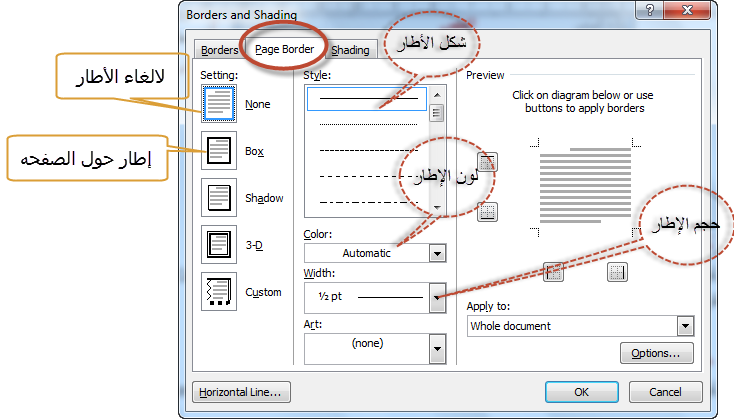 Borders and Shading
شكل الأطار
Borders
Page Border
Shading
لالغاء الأطار
إطار حول الصفحه
Setting:
None
Box
Shadow
3-D
Custom
Style:
لون الإطار
Color:
Automatic
Width:
½ pt
Art:
(none)
Preview
Click on diagram below or use
buttons to apply borders
حجم الإطار
Apply to:
Whole document
Options...
Horizontal Line...
OK
Cancel